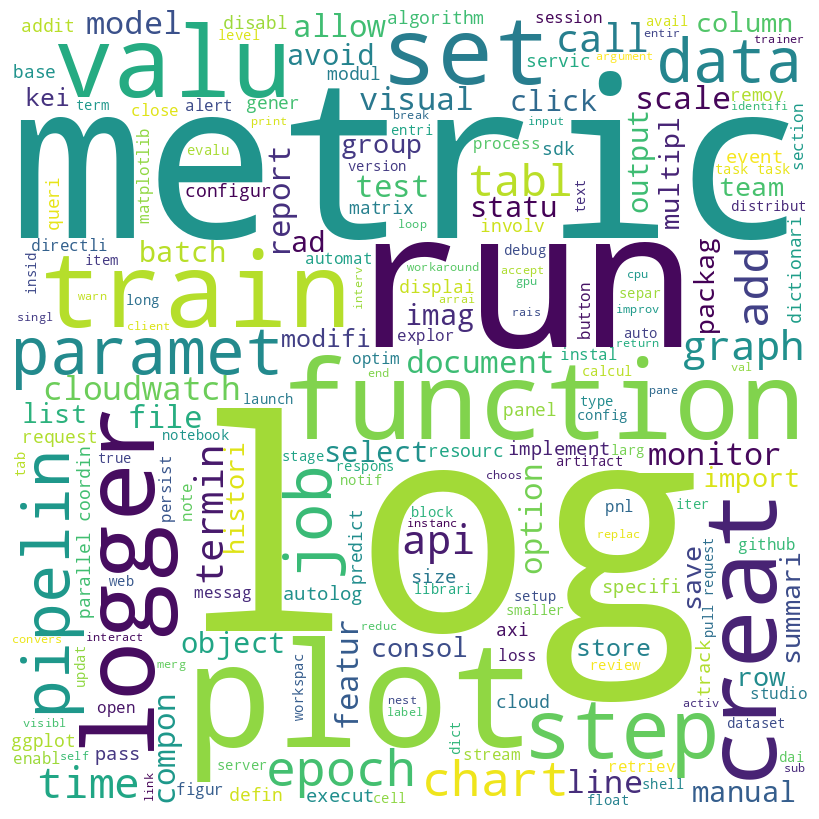 addit
model
disabl
allow
algorithm
session
avail
entir
trainer
level
column
valu
set
call
argument
data
base
avoid
modul
servic
term
kei
close
alert
gener
visual
click
scale
remov
identifi
print
break
entri
input
metric
evalu
matplotlib
queri
configur
report
group
version
process
sdk
test
matrix
tabl
statu
involv
text
output
multipl
event
task task
team
distribut
section
loop
directli
insid
item
batch
ad
automat
workaround
debug
accept
gpu
cpu
separ
packag
add
dictionari
train
run
long
singl
warn
client
interv
displai
arrai
imag
explor
rais
improv
auto
button
return
paramet
modifi
optim
end
document
instal
calcul
graph
cloudwatch
launch
function
panel
type
config
val
pane
list
file
request
notebook
stage
select
resourc
implement
larg
artifact
monitor
tab
true
persist
note
parallel coordin
termin
histori
job
respons
notif
choos
option
pnl
import
iter
pipelin
logger
log
block
instanc
api
replac
creat
save
github
web
messag
autolog
predict
size
librari
setup
smaller
specifi
pull request
summari
convers
interact
updat
merg
object
featur
reduc
consol
axi
loss
store
review
track
row
studio
open
workspac
plot
nest
label
cloud
step
activ
dataset
visibl
ggplot
enabl
self
pass
compon
link
server
epoch
dict
stream
chart
line
retriev
shell
dai
sub
time
figur
defin
execut
cell
float
manual